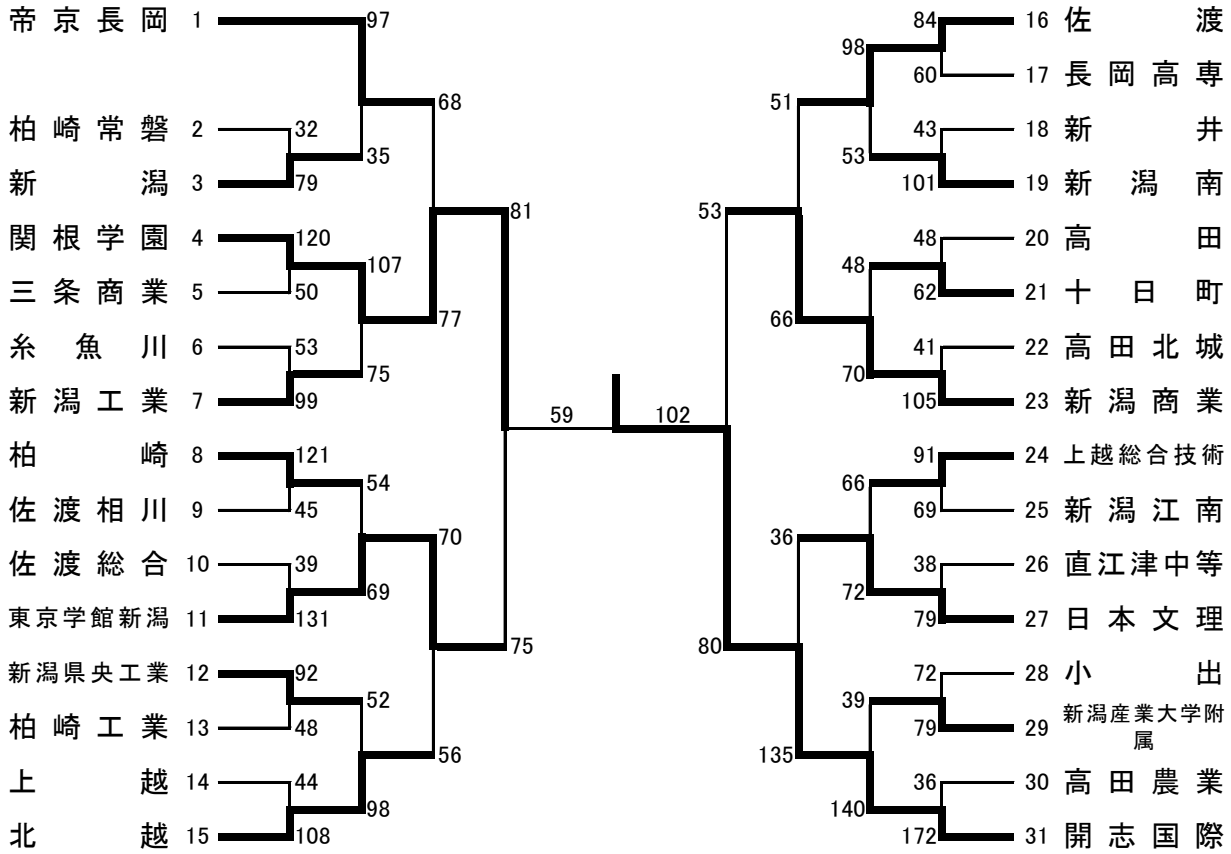 帝京長岡 1 97
68
柏崎常磐 2 32
35
新潟 3 79
81
関根学園 4 120
107
三条商業 5 50
77
糸魚川 6 53
75
新潟工業 7 99
59
柏崎 8 121
54
佐渡相川 9 45
70
佐渡総合 10 39
69
東京学館新潟 11 131
75
新潟県央工業 12 92
52
柏崎工業 13 48
56
上越 14 44
98
北越 15 108
84 16 佐渡
98
60 17 長岡高専
51
43 18 新井
53
101 19 新潟南
53
48 20 高田
48
62 21 十日町
66
41 22 高田北城
70
105 23 新潟商業
102
91 24 上越総合技術
66
69 25 新潟江南
36
38 26 直江津中等
72
79 27 日本文理
80
72 28 小出
39
79 29 新潟産業大学附
属
135
36 30 高田農業
140
172 31 開志国際